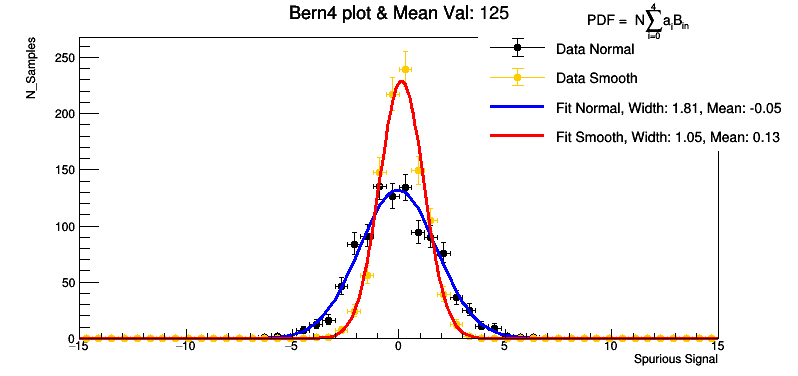 Bern4 plot & Mean Val: 125
PDF = N∑aᵢBᵢₙ
4
i=0
Data Normal
Data Smooth
Fit Normal, Width: 1.81, Mean: -0.05
Fit Smooth, Width: 1.05, Mean: 0.13
N_Samples
250
200
150
100
50
0
−15 −10 −5 0 5 10 15
Spurious Signal